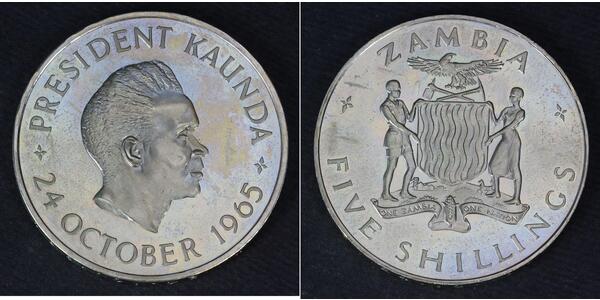 PRESIDENT KAUNDA
24 OCTOBER 1965
ZAMBIA
ONE ZAMBIA ONE NATION
FIVE SHILLINGS